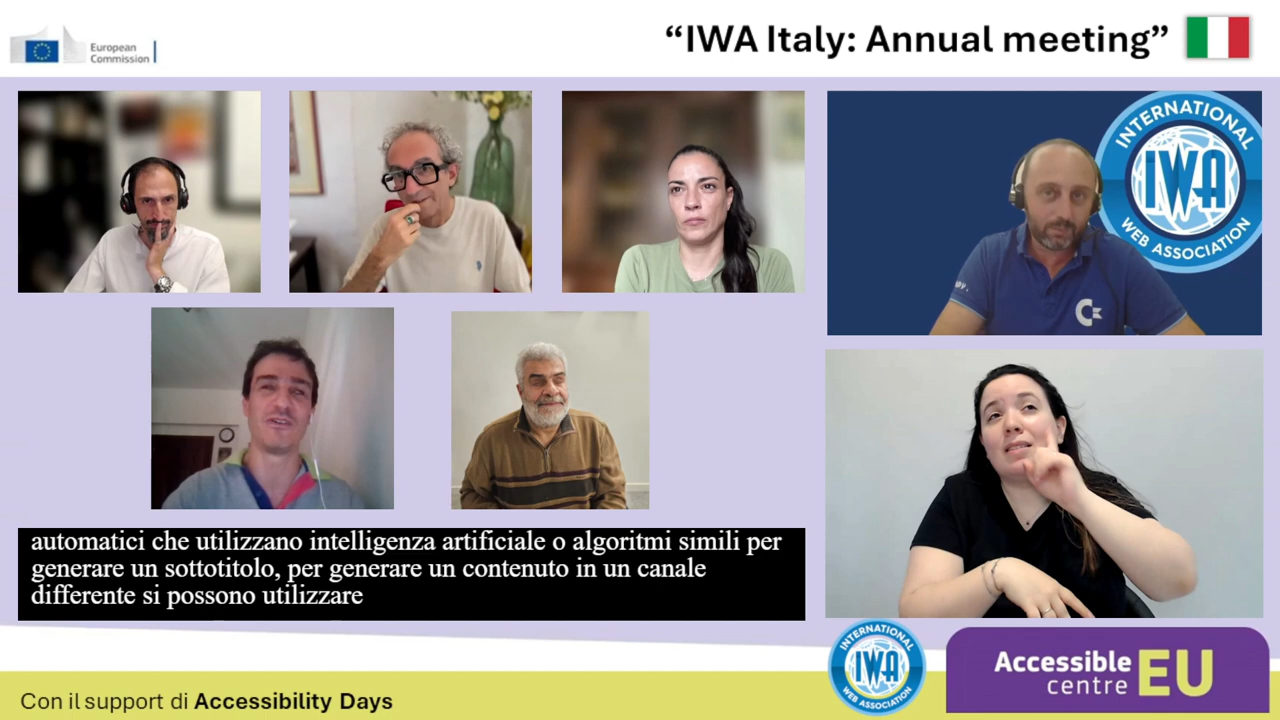 European
Commission
“IWA Italy: Annual meeting”
INTERNATIONAL
IWA
WEB ASSOCIATION
automatici che utilizzano intelligenza artificiale o algoritmi simili per
generare un sottotitolo, per generare un contenuto in un canale
differente si possono utilizzare
INTERNATIONAL
IWA
WEB ASSOCIATION
Accessible
centre
EU
Con il support di Accessibility Days